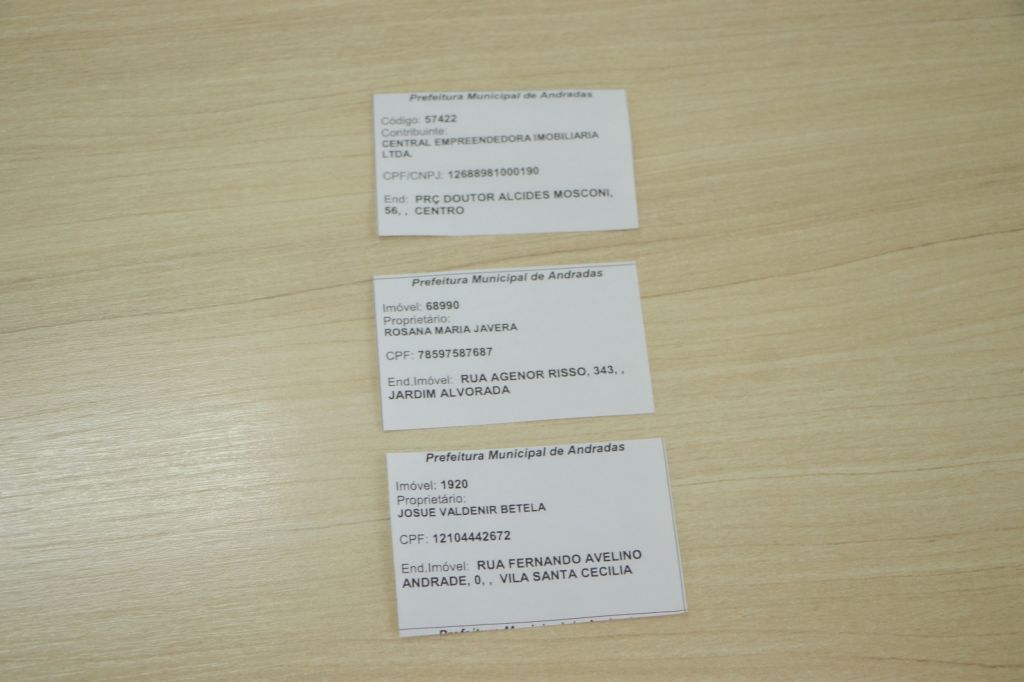 Prefeitura Municipal de Andradas
Código: 57422
Contribuinte:
CENTRAL EMPREENDEDORA IMOBILIARIA
LTDA.
CPF/CNPJ: 12688981000190
End: PRÇ DOUTOR ALCIDES MOSCONI,
56, , CENTRO
Prefeitura Municipal de Andradas
Imóvel: 68990
Proprietário:
ROSANA MARIA JAVERA
CPF: 78597587687
End.Imóvel: RUA AGENOR RISSO, 343, ,
JARDIM ALVORADA
Prefeitura Municipal de Andradas
Imóvel: 1920
Proprietário:
JOSUE VALDENIR BETELA
CPF: 12104442672
End.Imóvel: RUA FERNANDO AVELINO
ANDRADE, 0, , VILA SANTA CECILIA